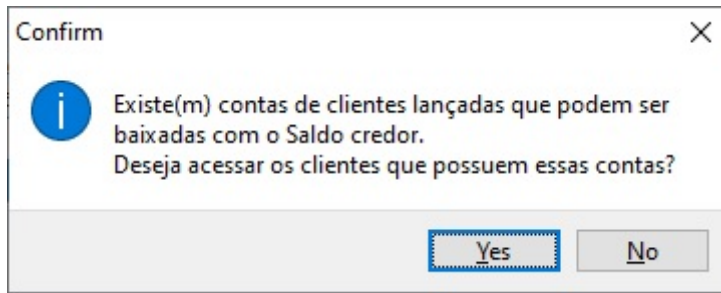 Confirm
Existe(m) contas de clientes lançadas que podem ser
baixadas com o Saldo credor.
Deseja acessar os clientes que possuem essas contas?
Yes
No